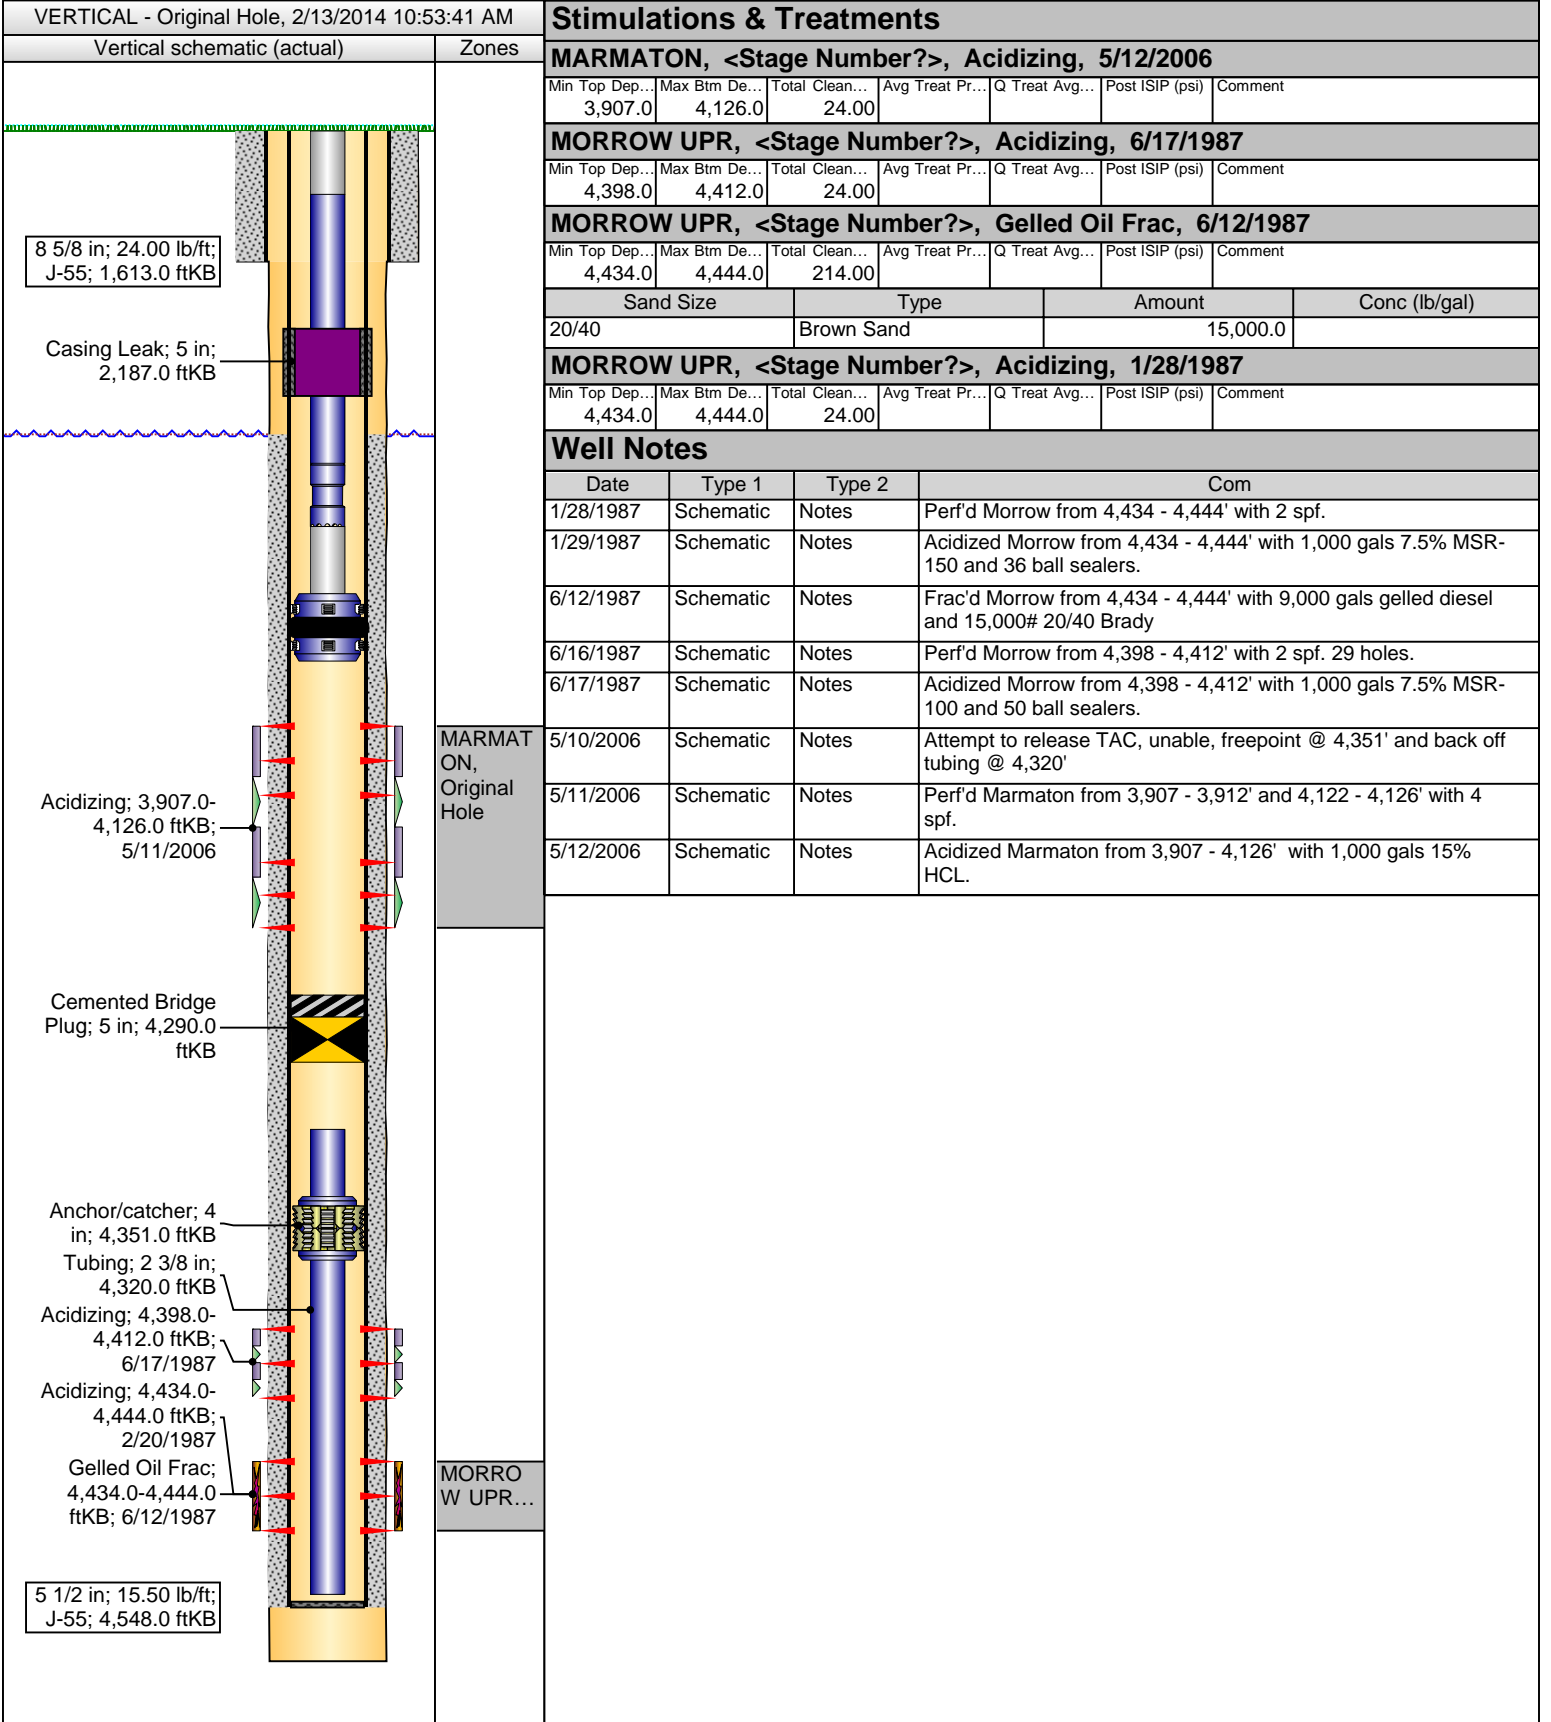 VERTICAL - Original Hole, 2/13/2014 10:53:41 AM
Vertical schematic (actual)
Zones
8 5/8 in; 24.00 lb/ft;
J-55; 1,613.0 ftKB
Casing Leak; 5 in;
2,187.0 ftKB
Acidizing; 3,907.0-
4,126.0 ftKB;
5/11/2006
MARMAT
ON,
Original
Hole
Cemented Bridge
Plug; 5 in; 4,290.0
ftKB
Anchor/catcher; 4
in; 4,351.0 ftKB
Tubing; 2 3/8 in;
4,320.0 ftKB
Acidizing; 4,398.0-
4,412.0 ftKB;
6/17/1987
Acidizing; 4,434.0-
4,444.0 ftKB;
2/20/1987
Gelled Oil Frac;
4,434.0-4,444.0
ftKB; 6/12/1987
MORRO
W UPR…
5 1/2 in; 15.50 lb/ft;
J-55; 4,548.0 ftKB
Stimulations & Treatments
MARMATON, <Stage Number?>, Acidizing, 5/12/2006
Min Top Dep... Max Btm De... Total Clean... Avg Treat Pr... Q Treat Avg... Post ISIP (psi) Comment
3,907.0 4,126.0 24.00
MORROW UPR, <Stage Number?>, Acidizing, 6/17/1987
Min Top Dep... Max Btm De... Total Clean... Avg Treat Pr... Q Treat Avg... Post ISIP (psi) Comment
4,398.0 4,412.0 24.00
MORROW UPR, <Stage Number?>, Gelled Oil Frac, 6/12/1987
Min Top Dep... Max Btm De... Total Clean... Avg Treat Pr... Q Treat Avg... Post ISIP (psi) Comment
4,434.0 4,444.0 214.00
Sand Size Type Amount Conc (lb/gal)
20/40 Brown Sand 15,000.0
MORROW UPR, <Stage Number?>, Acidizing, 1/28/1987
Min Top Dep... Max Btm De... Total Clean... Avg Treat Pr... Q Treat Avg... Post ISIP (psi) Comment
4,434.0 4,444.0 24.00
Well Notes
Date Type 1 Type 2 Com
1/28/1987 Schematic Notes Perf'd Morrow from 4,434 - 4,444' with 2 spf.
1/29/1987 Schematic Notes Acidized Morrow from 4,434 - 4,444' with 1,000 gals 7.5% MSR-
150 and 36 ball sealers.
6/12/1987 Schematic Notes Frac'd Morrow from 4,434 - 4,444' with 9,000 gals gelled diesel
and 15,000# 20/40 Brady
6/16/1987 Schematic Notes Perf'd Morrow from 4,398 - 4,412' with 2 spf. 29 holes.
6/17/1987 Schematic Notes Acidized Morrow from 4,398 - 4,412' with 1,000 gals 7.5% MSR-
100 and 50 ball sealers.
5/10/2006 Schematic Notes Attempt to release TAC, unable, freepoint @ 4,351' and back off
tubing @ 4,320'
5/11/2006 Schematic Notes Perf'd Marmaton from 3,907 - 3,912' and 4,122 - 4,126' with 4
spf.
5/12/2006 Schematic Notes Acidized Marmaton from 3,907 - 4,126' with 1,000 gals 15%
HCL.